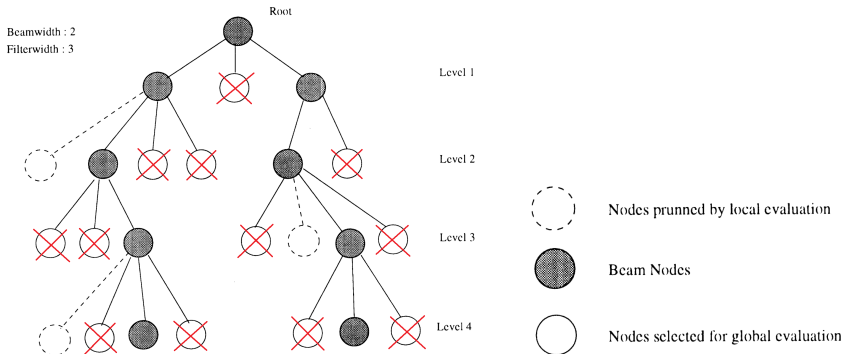 Root
Beamwidth : 2
Filterwidth : 3
Level 1
Level 2
Level 3
Level 4
Nodes prunned by local evaluation
Beam Nodes
Nodes selected for global evaluation